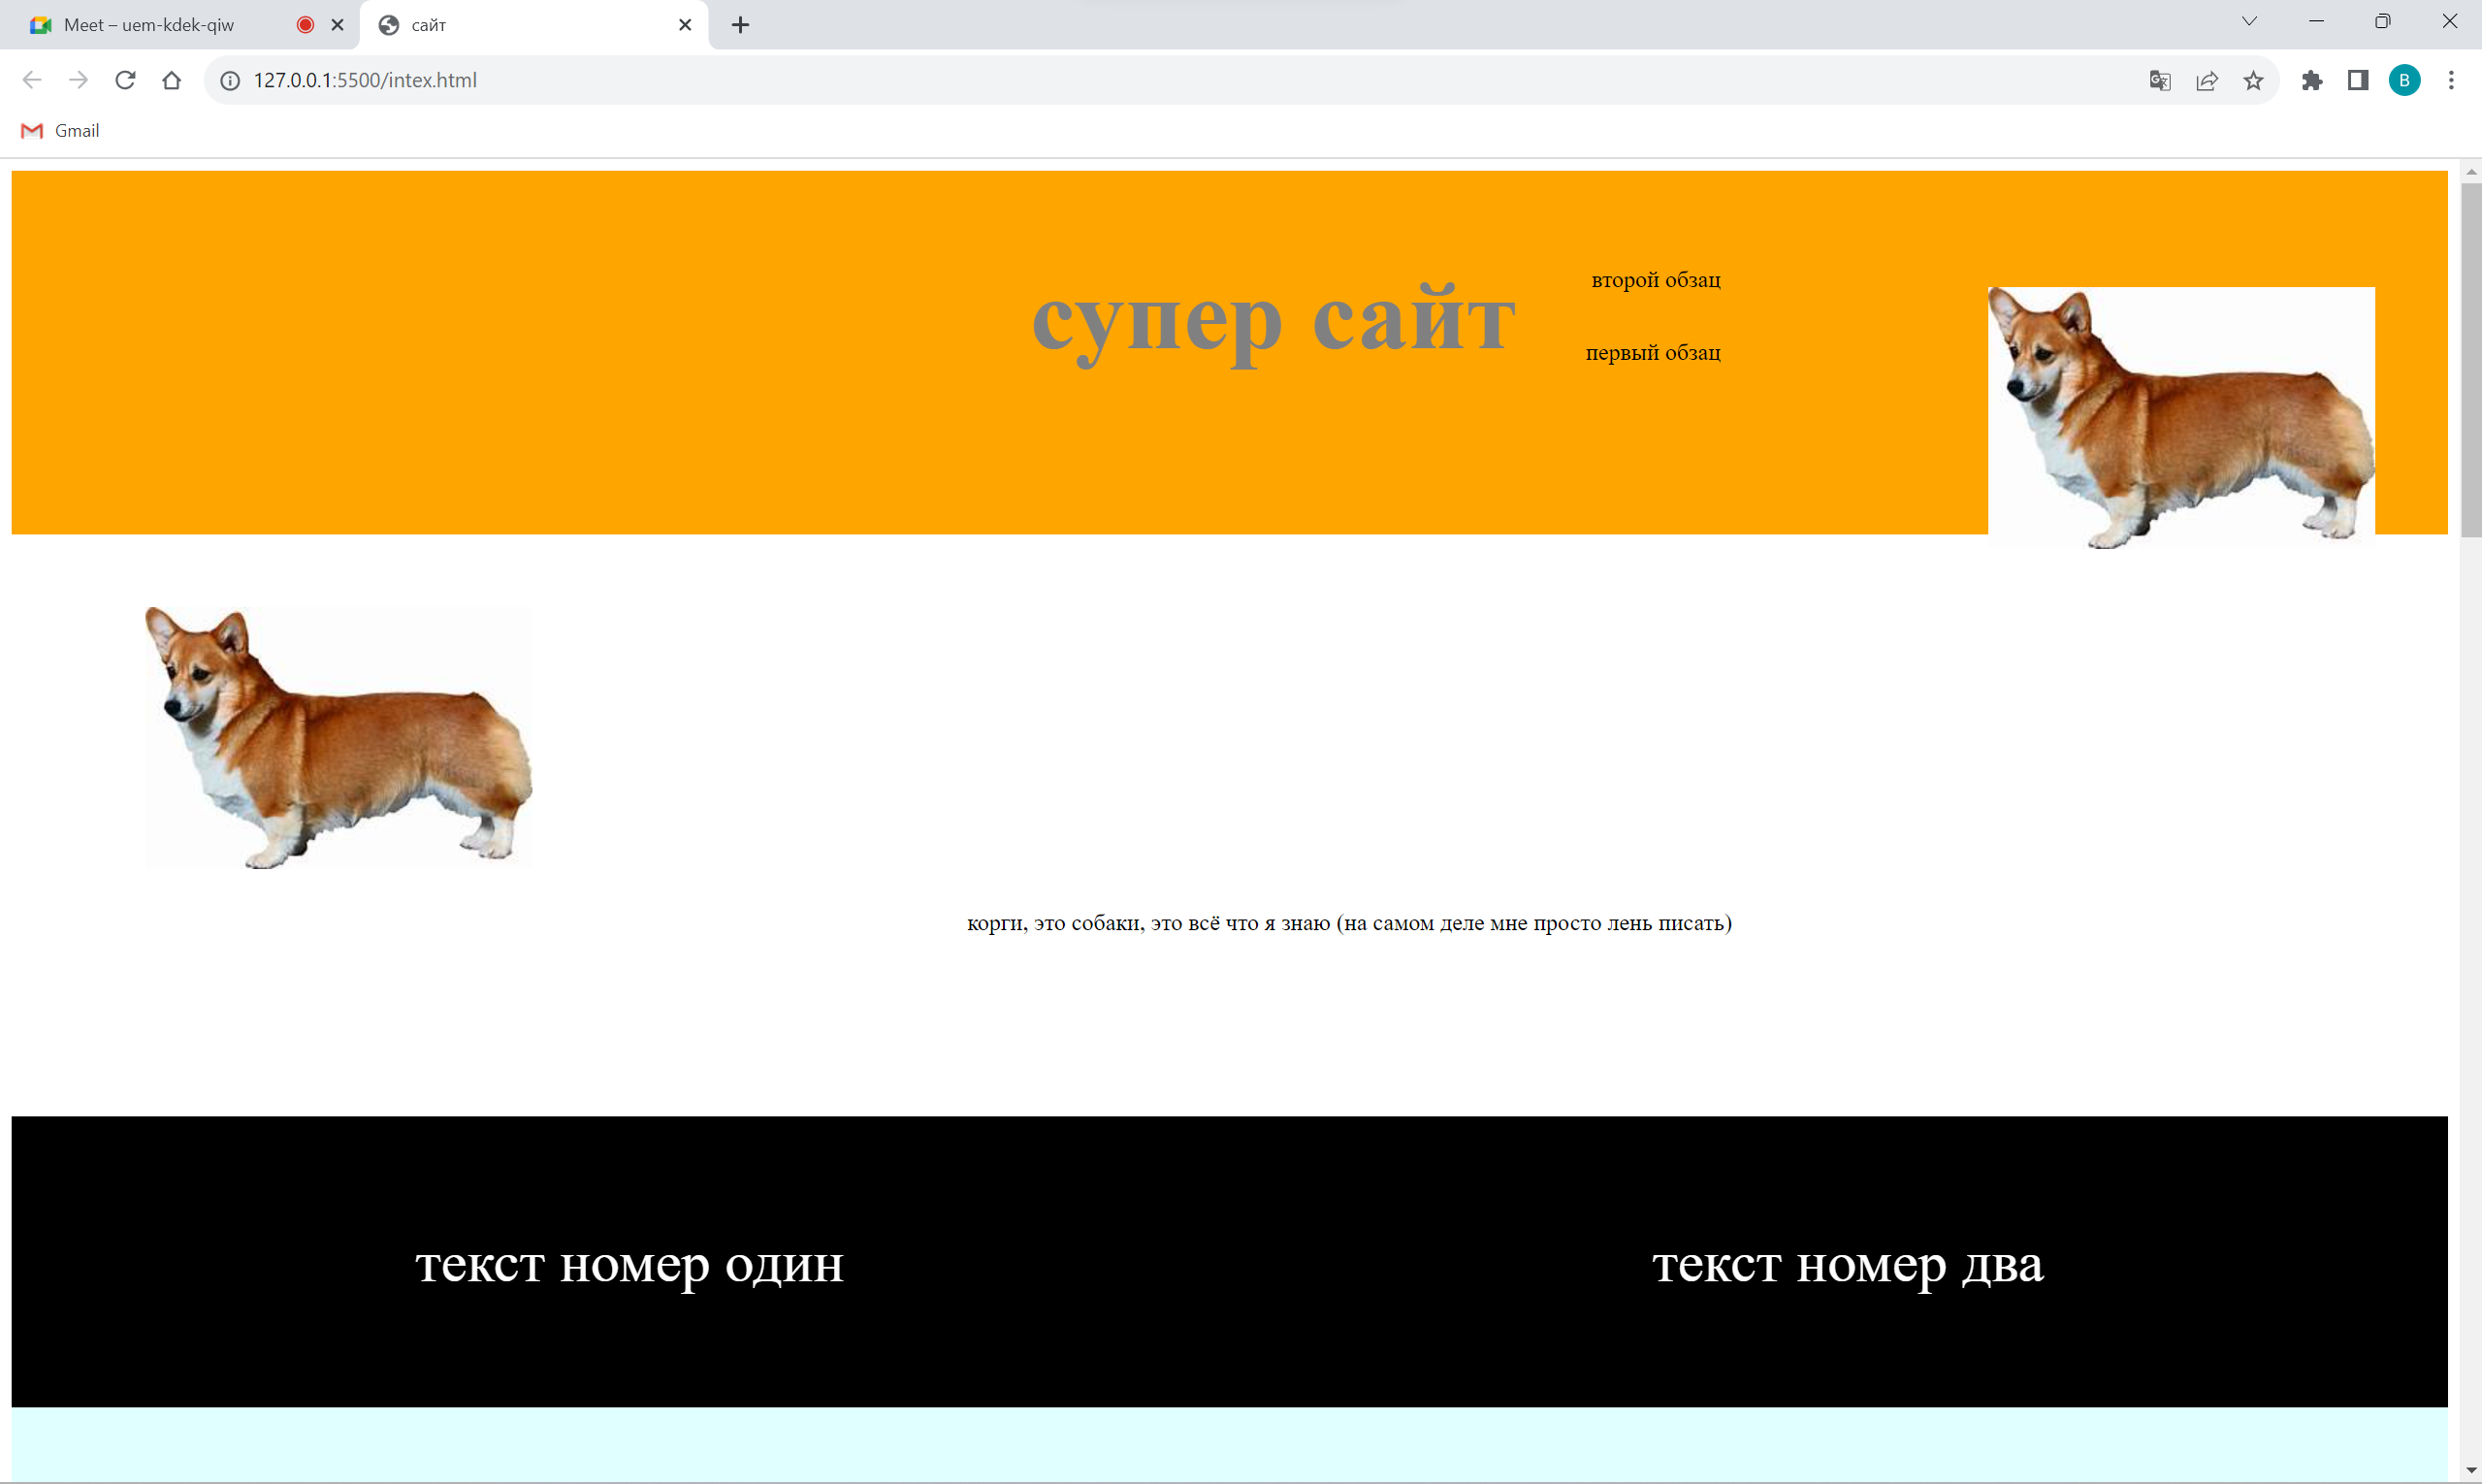 Meet – uem-kdek-qiw
сайт
127.0.0.1:5500/intex.html
B
Gmail
второй обзац
супер сайт
первый обзац
корги, это собаки, это всё что я знаю (на самом деле мне просто лень писать)
текст номер один
текст номер два